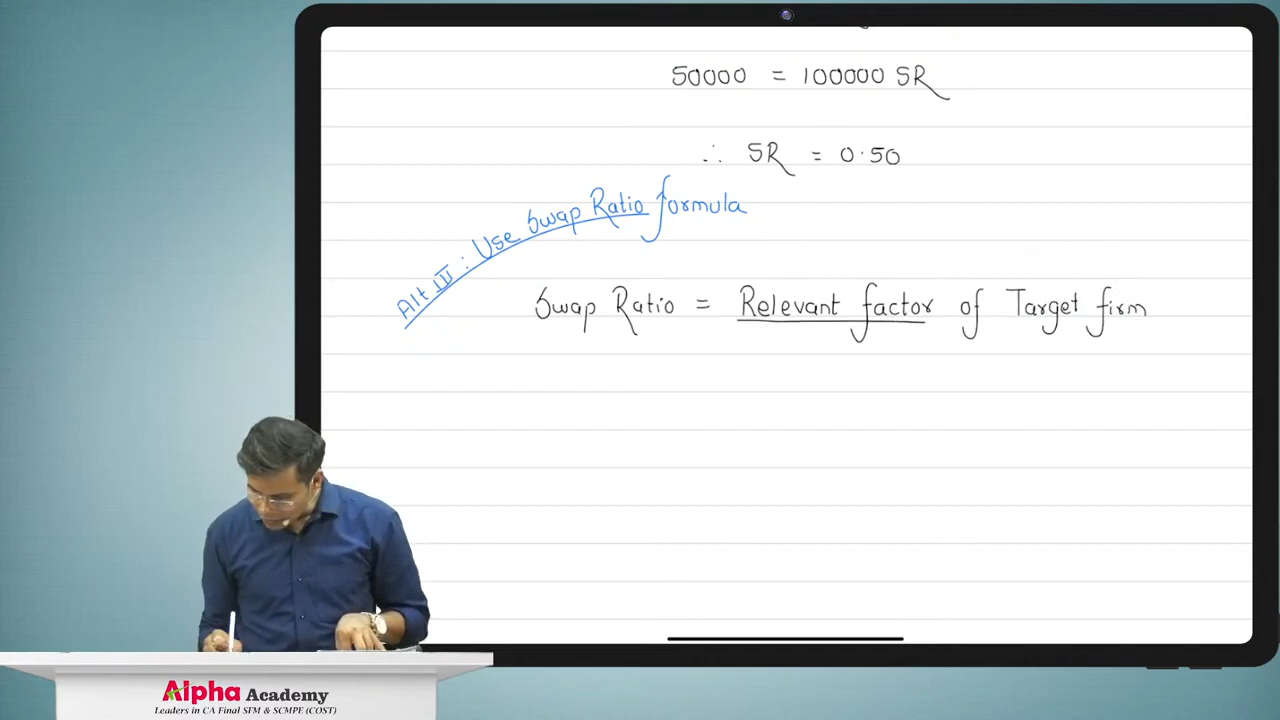 50000 = 100000 SR
∴ SR = 0.50
Alt III : Use Swap Ratio formula
Swap Ratio = Relevant factor of Target firm
Alpha Academy
Leaders in CA Final SFM & SCMPE (COST)